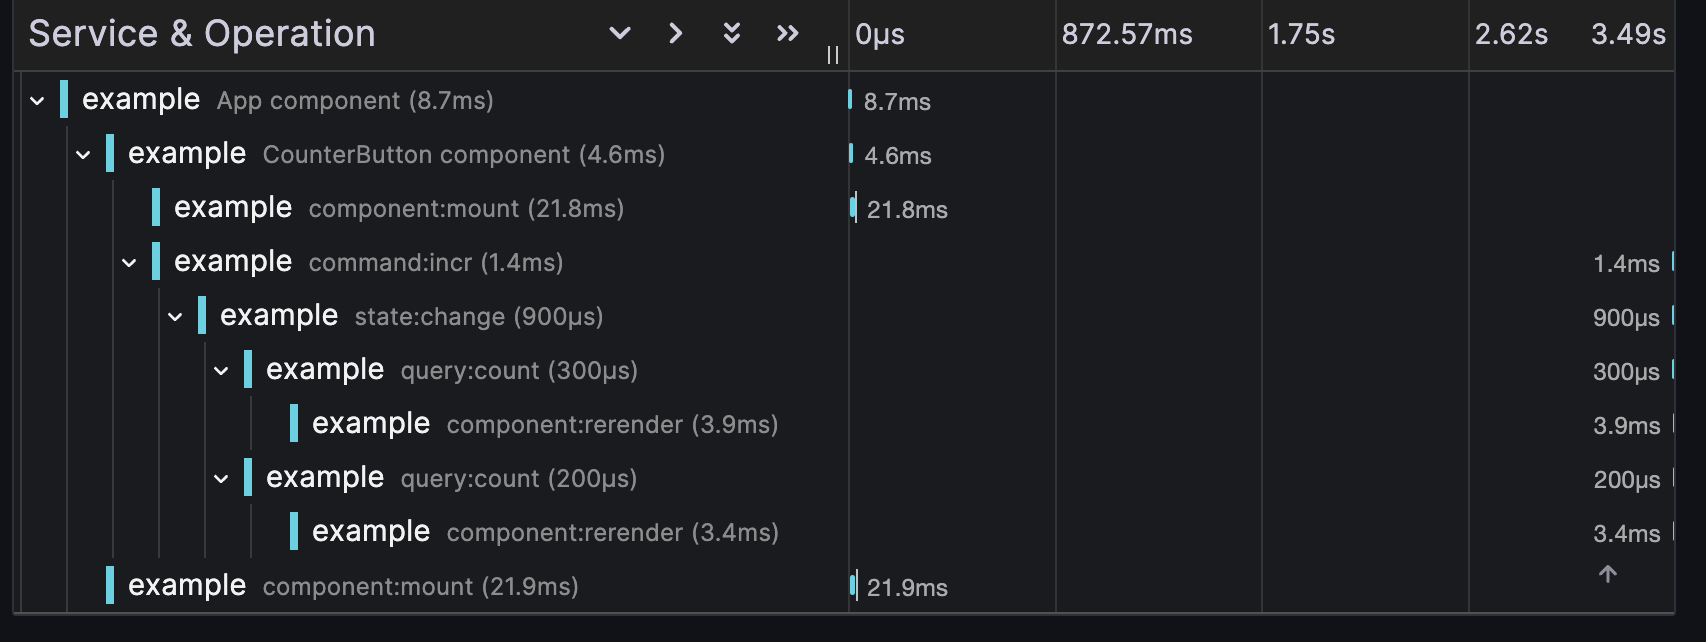 Service & Operation 0μs 872.57ms 1.75s 2.62s 3.49s
example App component (8.7ms) 8.7ms
example CounterButton component (4.6ms) 4.6ms
example component:mount (21.8ms) 21.8ms
example command:incr (1.4ms) 1.4ms
example state:change (900μs) 900μs
example query:count (300μs) 300μs
example component:rerender (3.9ms) 3.9ms
example query:count (200μs) 200μs
example component:rerender (3.4ms) 3.4ms
example component:mount (21.9ms) 21.9ms